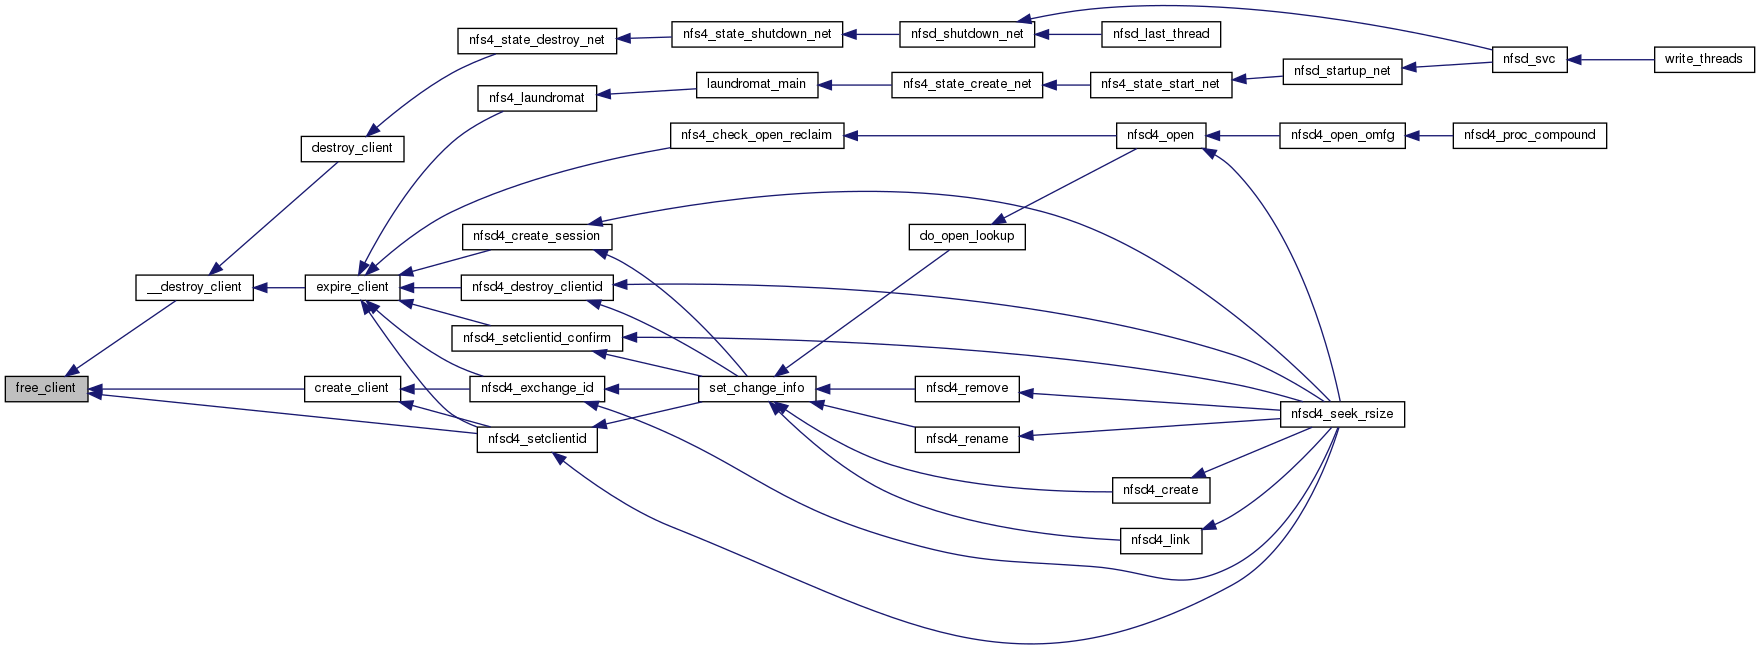 nfs4_state_destroy_net
nfs4_state_shutdown_net
nfsd_shutdown_net
nfsd_last_thread
nfsd_svc
write_threads
nfs4_laundromat
laundromat_main
nfs4_state_create_net
nfs4_state_start_net
nfsd_startup_net
destroy_client
nfs4_check_open_reclaim
nfsd4_open
nfsd4_open_omfg
nfsd4_proc_compound
nfsd4_create_session
do_open_lookup
__destroy_client
expire_client
nfsd4_destroy_clientid
nfsd4_setclientid_confirm
free_client
create_client
nfsd4_exchange_id
set_change_info
nfsd4_remove
nfsd4_seek_rsize
nfsd4_setclientid
nfsd4_rename
nfsd4_create
nfsd4_link